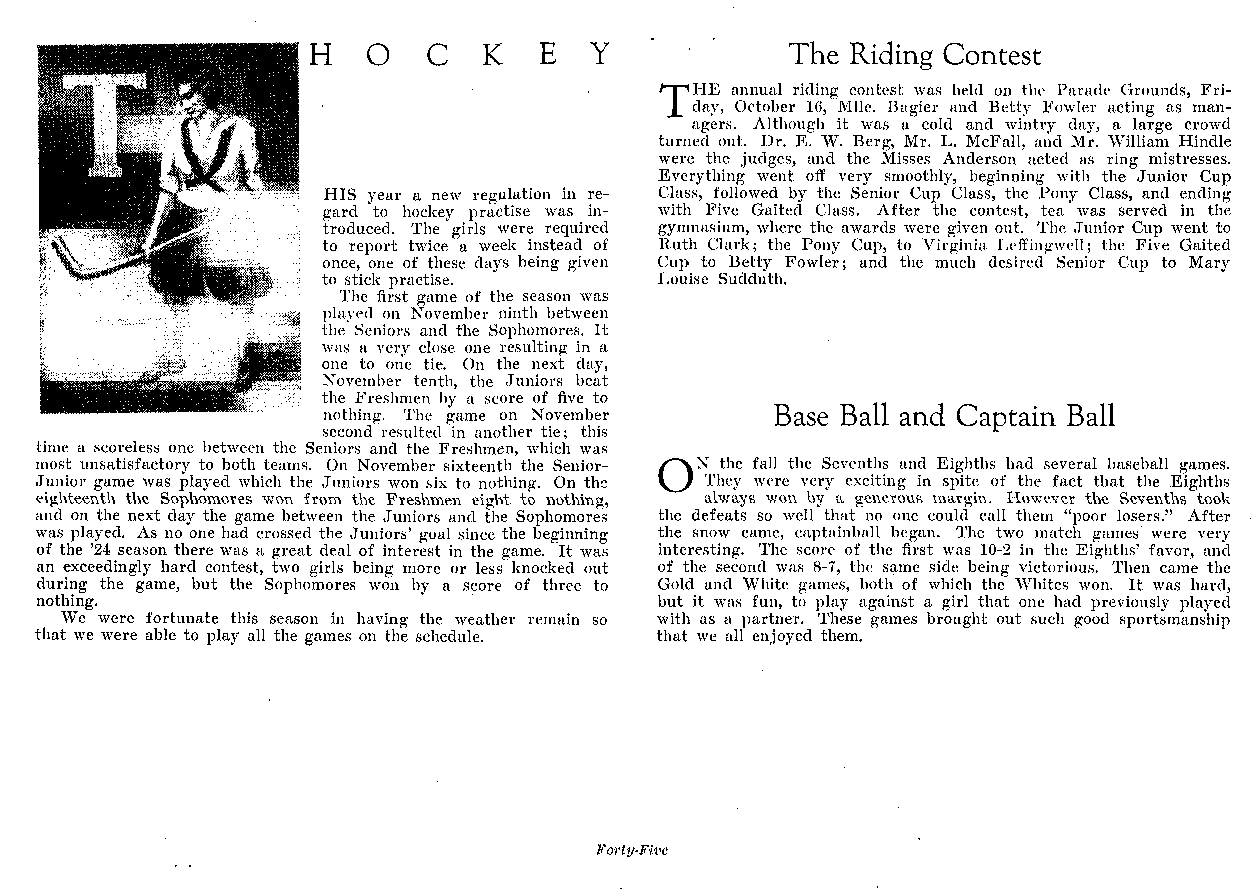 H O C K E Y
THIS year a new regulation in re-
gard to hockey practise was in-
troduced. The girls were required
to report twice a week instead of
once, one of these days being given
to stick practise.
The first game of the season was
played on November ninth between
the Seniors and the Sophomores. It
was a very close one resulting in a
one to one tie. On the next day,
November tenth, the Juniors beat
the Freshmen by a score of five to
nothing. The game on November
second resulted in another tie; this
time a scoreless one between the Seniors and the Freshmen, which was
most unsatisfactory to both teams. On November sixteenth the Senior-
Junior game was played which the Juniors won six to nothing. On the
eighteenth the Sophomores won from the Freshmen eight to nothing,
and on the next day the game between the Juniors and the Sophomores
was played. As no one had crossed the Juniors' goal since the beginning
of the '24 season there was a great deal of interest in the game. It was
an exceedingly hard contest, two girls being more or less knocked out
during the game, but the Sophomores won by a score of three to
nothing.
We were fortunate this season in having the weather remain so
that we were able to play all the games on the schedule.
The Riding Contest
THE annual riding contest was held on the Parade Grounds, Fri-
day, October 16, Mlle. Bagier and Betty Fowler acting as man-
agers. Although it was a cold and wintry day, a large crowd
turned out. Dr. E. W. Berg, Mr. L. McFall, and Mr. William Hindle
were the judges, and the Misses Anderson acted as ring mistresses.
Everything went off very smoothly, beginning with the Junior Cup
Class, followed by the Senior Cup Class, the Pony Class, and ending
with Five Gaited Class. After the contest, tea was served in the
gymnasium, where the awards were given out. The Junior Cup went to
Ruth Clark; the Pony Cup, to Virginia Leffingwell; the Five Gaited
Cup to Betty Fowler; and the much desired Senior Cup to Mary
Louise Sudduth.
Base Ball and Captain Ball
ON the fall the Sevenths and Eighths had several baseball games.
They were very exciting in spite of the fact that the Eighths
always won by a generous margin. However the Sevenths took
the defeats so well that no one could call them "poor losers." After
the snow came, captainball began. The two match games were very
interesting. The score of the first was 10-2 in the Eighths' favor, and
of the second was 8-7, the same side being victorious. Then came the
Gold and White games, both of which the Whites won. It was hard,
but it was fun, to play against a girl that one had previously played
with as a partner. These games brought out such good sportsmanship
that we all enjoyed them.
Forty-Five